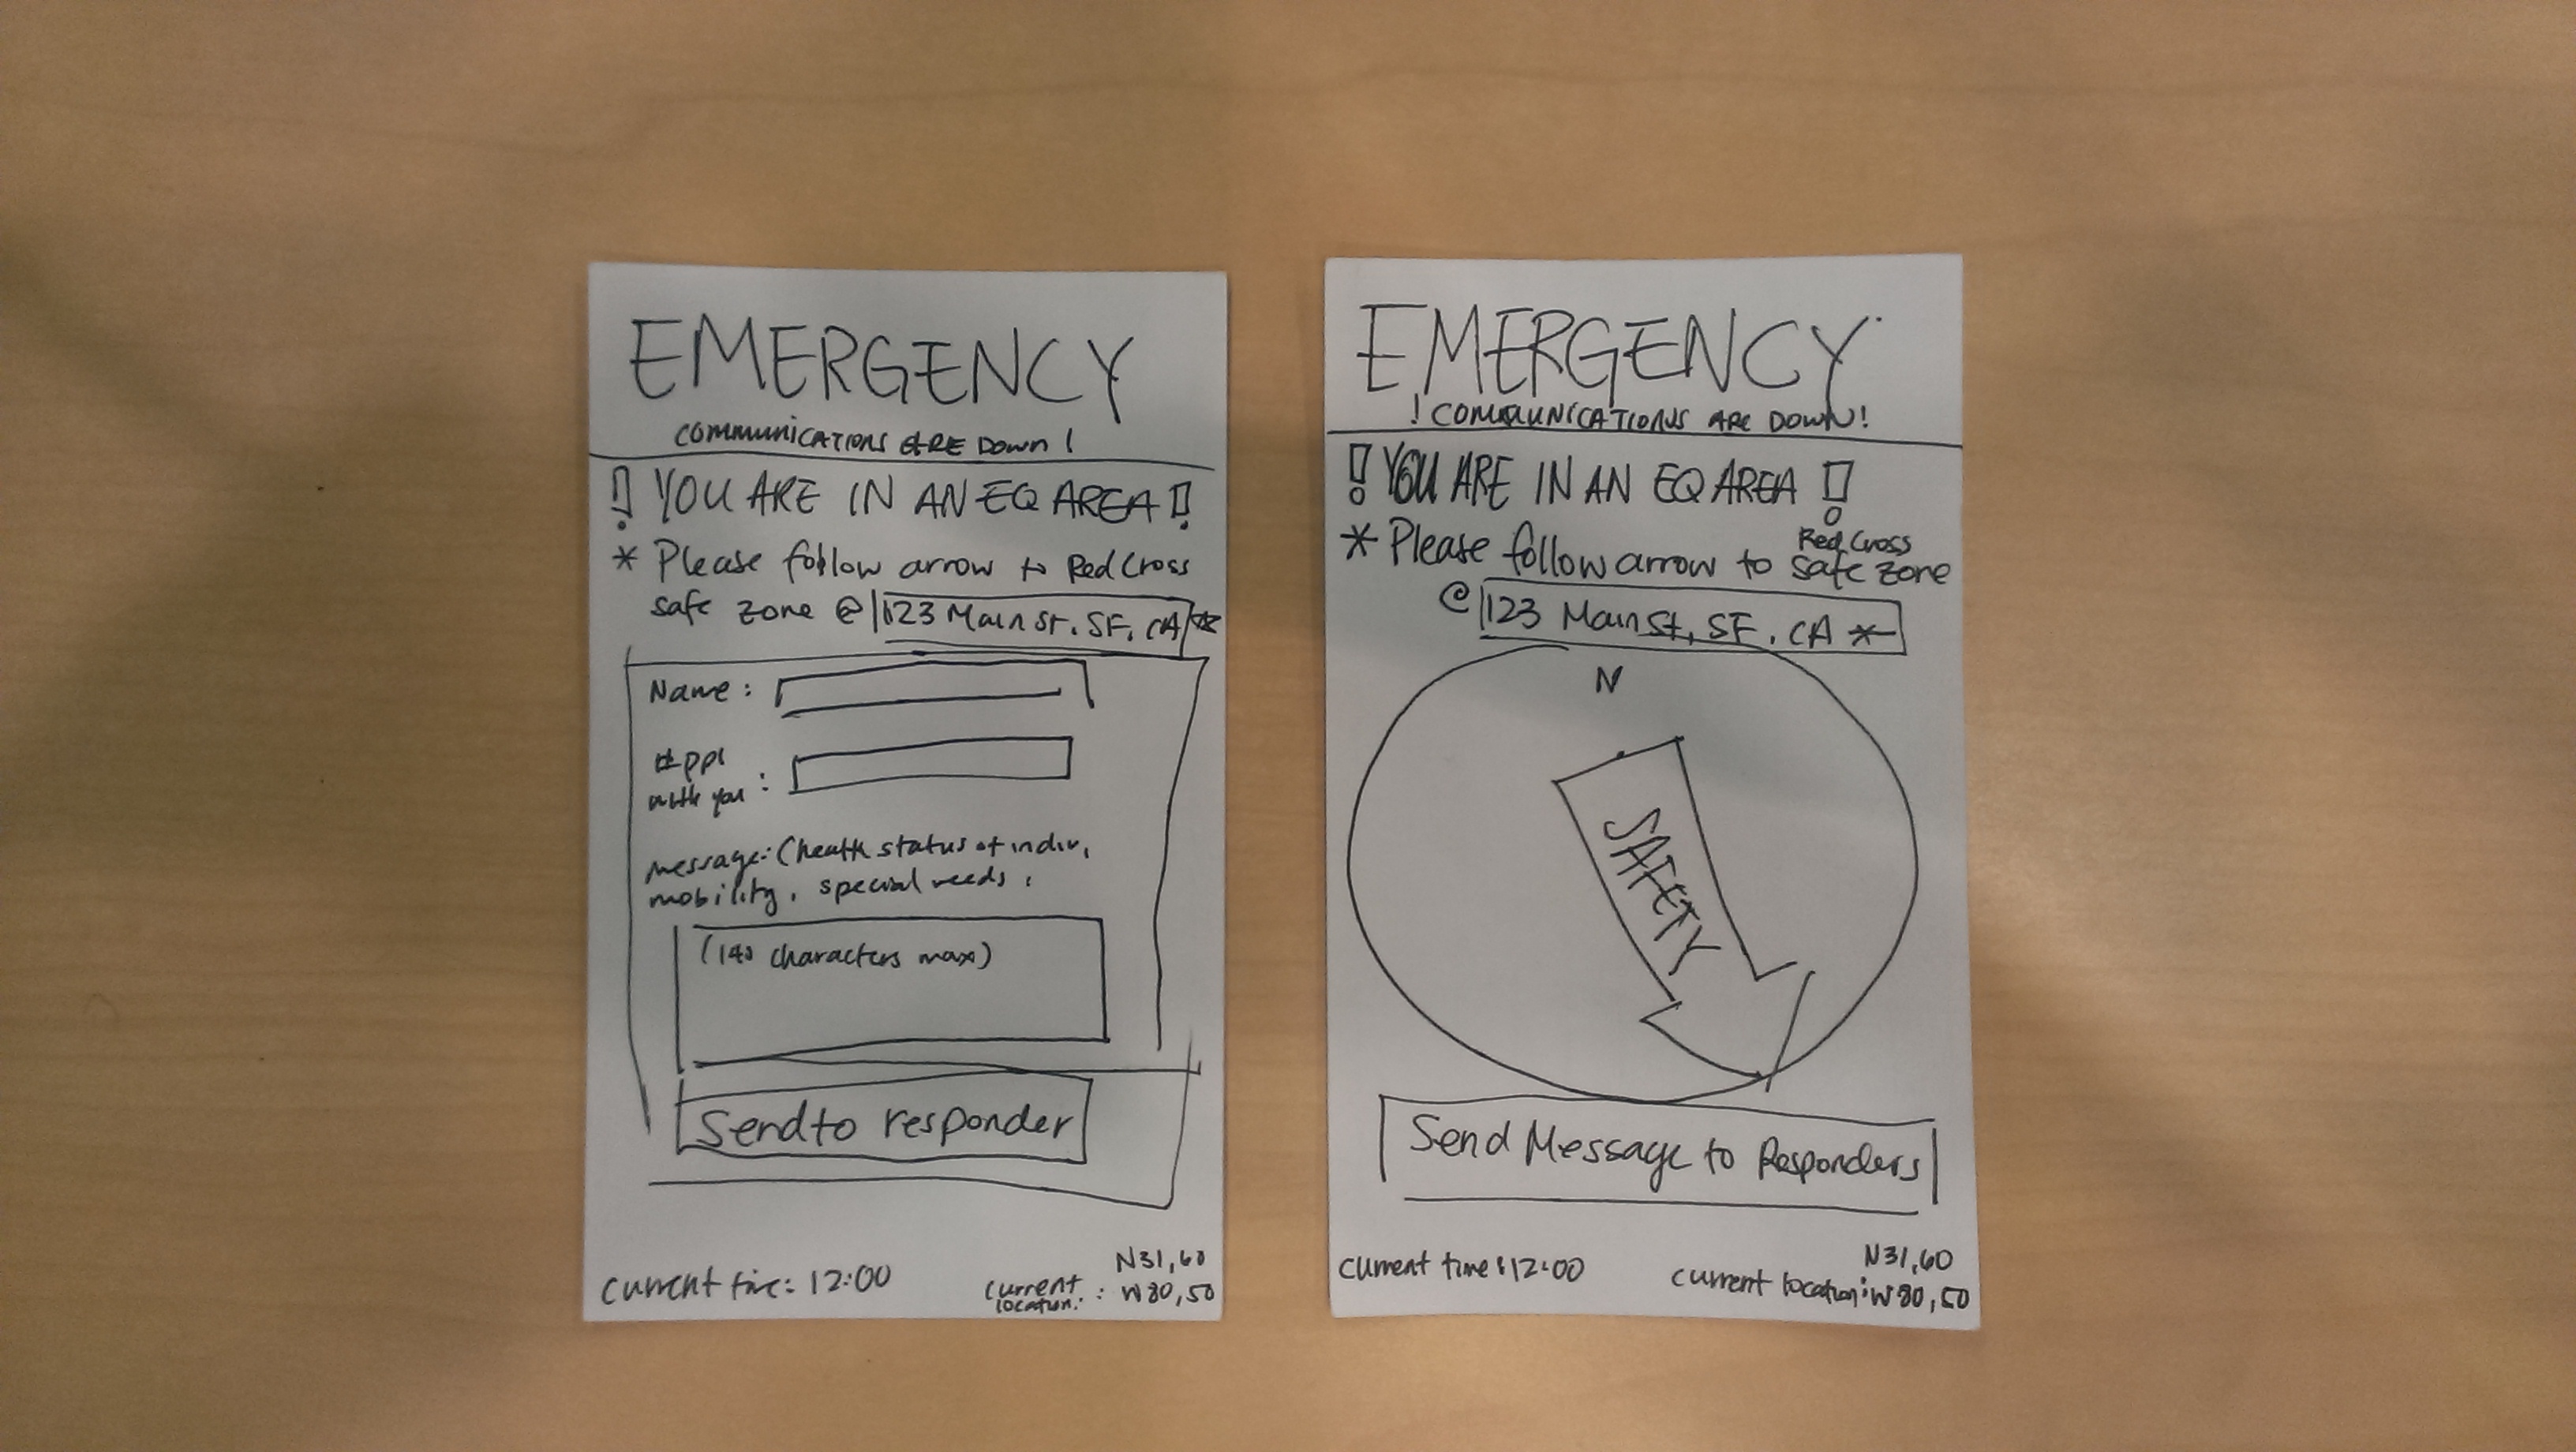 EMERGENCY
COMMUNICATIONS ARE DOWN!
! YOU ARE IN AN EQ AREA !
* Please follow arrow to Red Cross
safe zone @ 123 Main St. SF, CA *
Name:
# ppl
with you:
message: (health status of indiv,
mobility, special needs,
(140 characters max)
Send to responder
current time: 12:00
N31,60
current
location: W80,50
EMERGENCY
! COMMUNICATIONS ARE DOWN!
! YOU ARE IN AN EQ AREA !
Red Cross
* Please follow arrow to safe zone
@ 123 Main St, SF, CA *
N
SAFETY
Send Message to Responders
current time: 12:00
N31,60
current location: W80,50